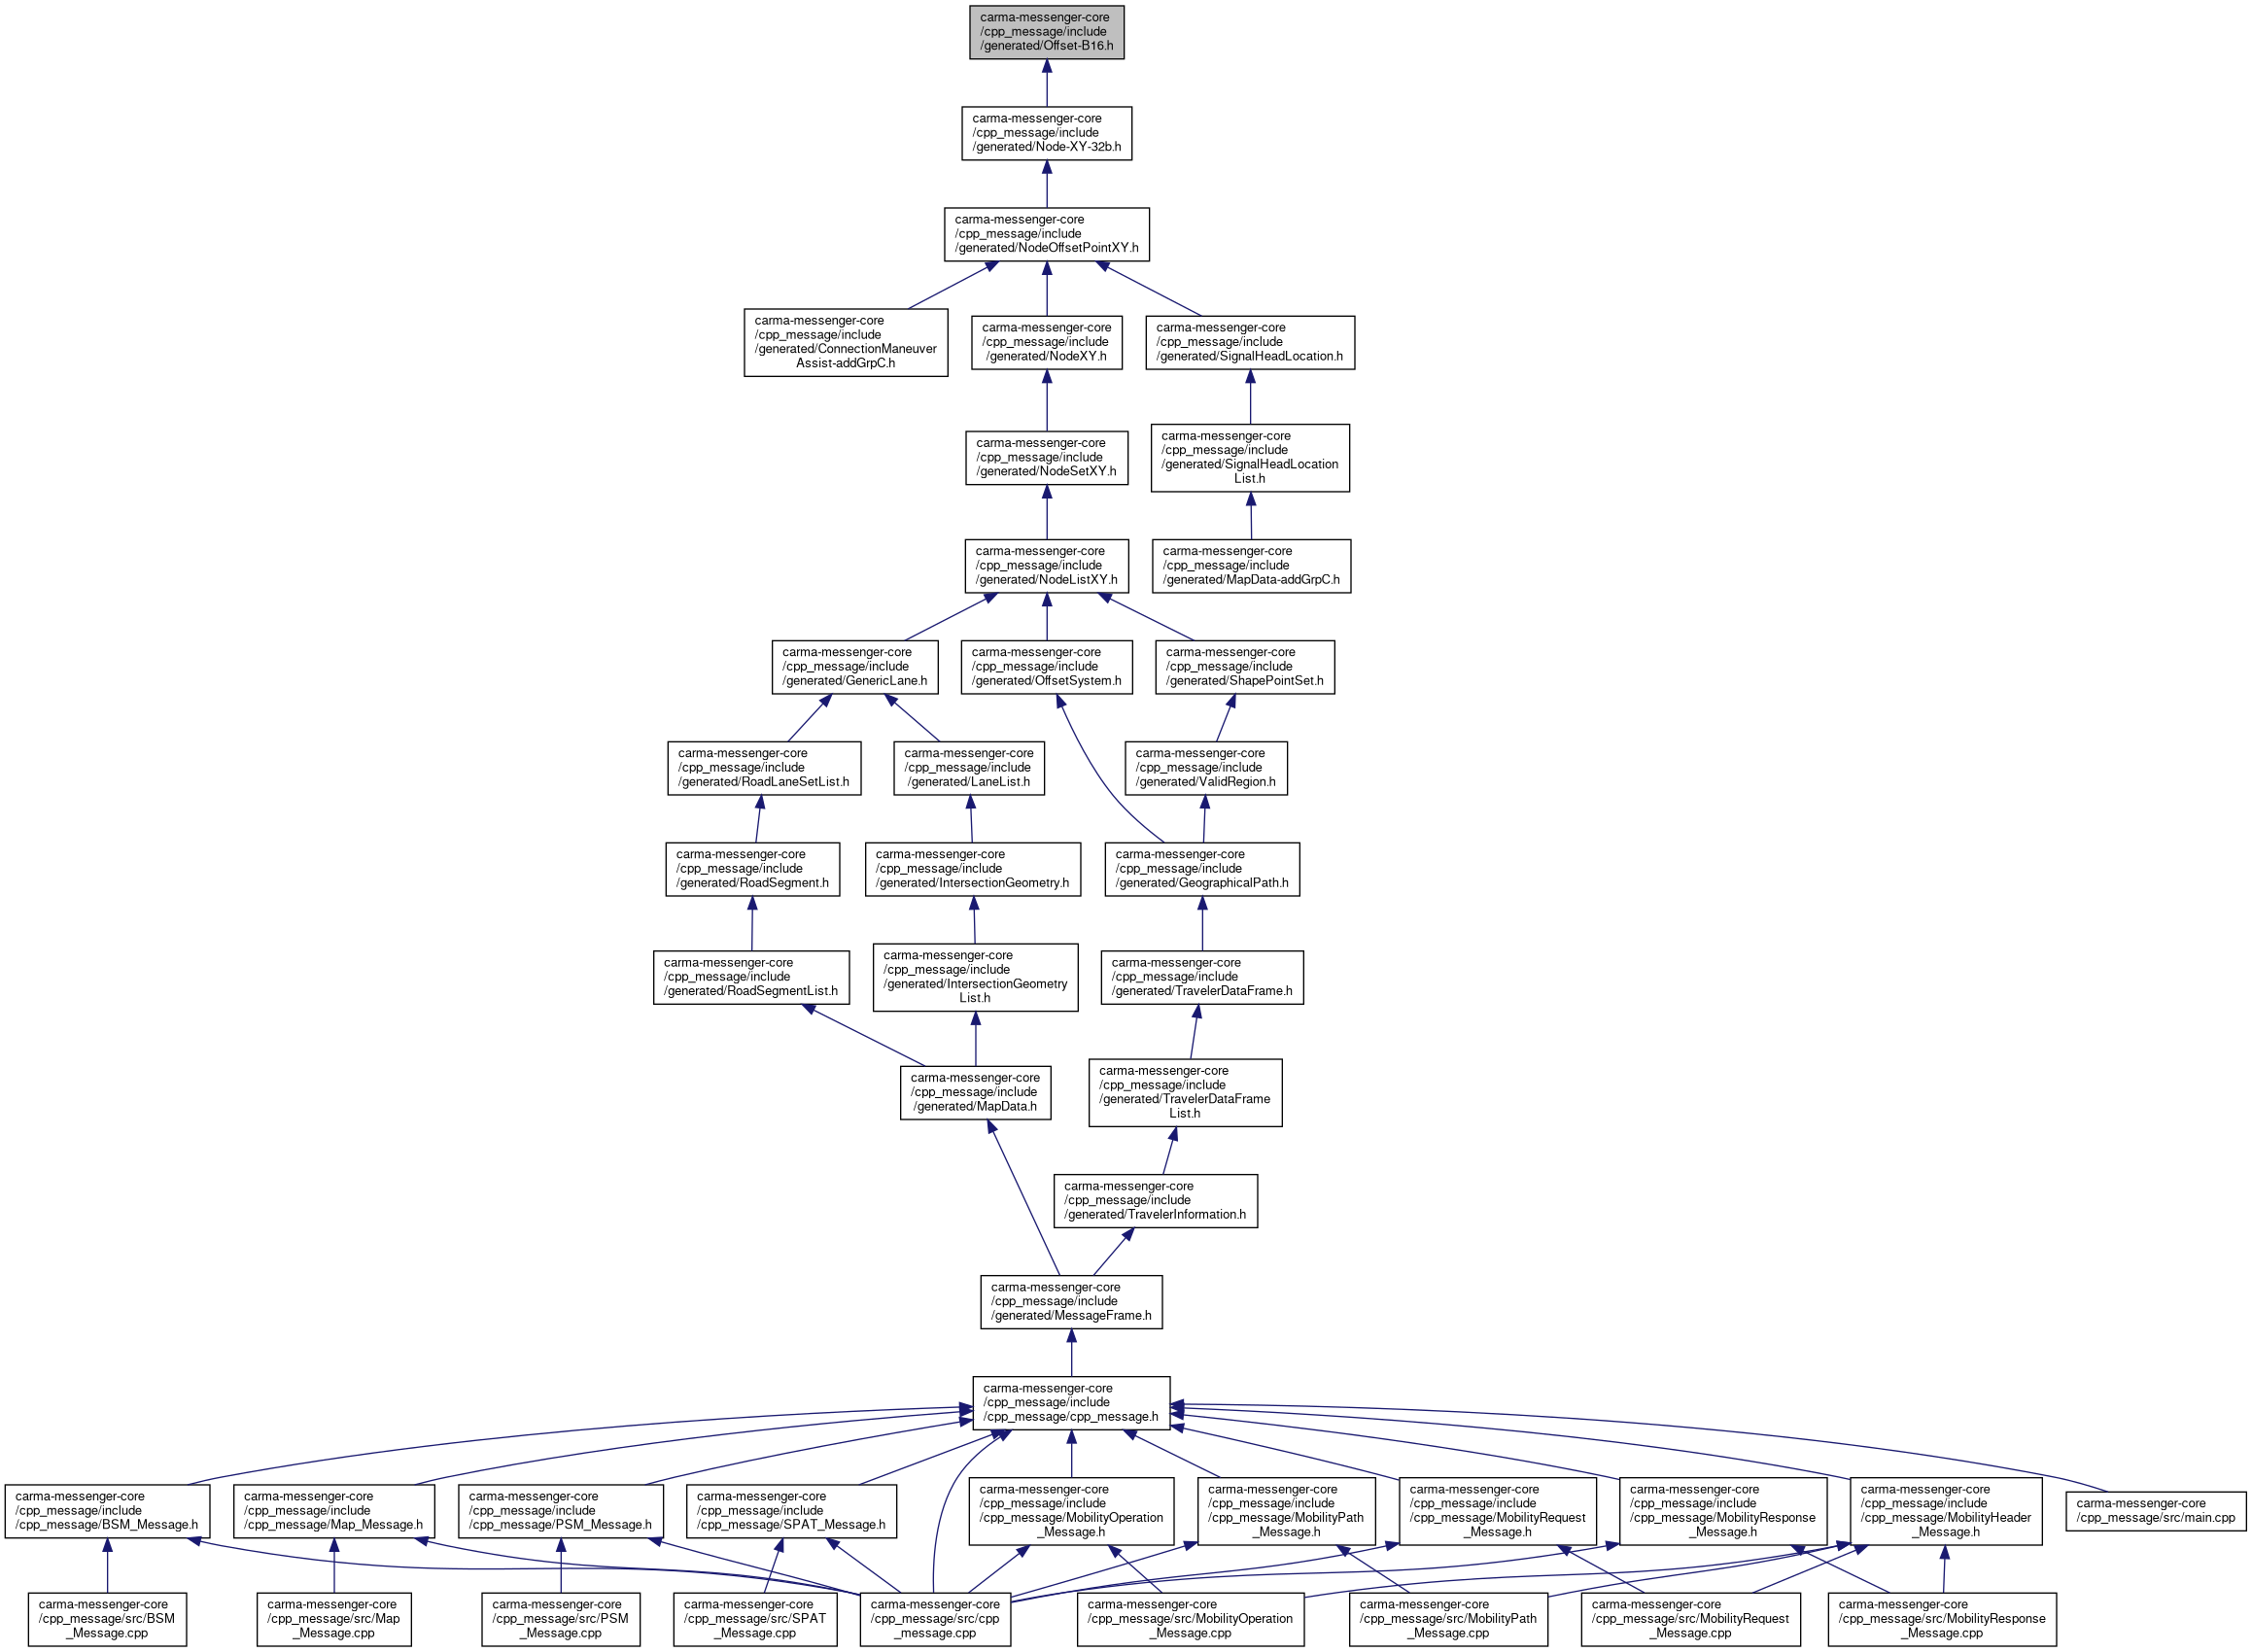 carma-messenger-core
/cpp_message/include
/generated/Offset-B16.h
carma-messenger-core
/cpp_message/include
/generated/Node-XY-32b.h
carma-messenger-core
/cpp_message/include
/generated/NodeOffsetPointXY.h
carma-messenger-core
/cpp_message/include
/generated/ConnectionManeuver
Assist-addGrpC.h
carma-messenger-core
/cpp_message/include
/generated/NodeXY.h
carma-messenger-core
/cpp_message/include
/generated/SignalHeadLocation.h
carma-messenger-core
/cpp_message/include
/generated/NodeSetXY.h
carma-messenger-core
/cpp_message/include
/generated/SignalHeadLocation
List.h
carma-messenger-core
/cpp_message/include
/generated/NodeListXY.h
carma-messenger-core
/cpp_message/include
/generated/MapData-addGrpC.h
carma-messenger-core
/cpp_message/include
/generated/GenericLane.h
carma-messenger-core
/cpp_message/include
/generated/OffsetSystem.h
carma-messenger-core
/cpp_message/include
/generated/ShapePointSet.h
carma-messenger-core
/cpp_message/include
/generated/RoadLaneSetList.h
carma-messenger-core
/cpp_message/include
/generated/LaneList.h
carma-messenger-core
/cpp_message/include
/generated/ValidRegion.h
carma-messenger-core
/cpp_message/include
/generated/RoadSegment.h
carma-messenger-core
/cpp_message/include
/generated/IntersectionGeometry.h
carma-messenger-core
/cpp_message/include
/generated/GeographicalPath.h
carma-messenger-core
/cpp_message/include
/generated/RoadSegmentList.h
carma-messenger-core
/cpp_message/include
/generated/IntersectionGeometry
List.h
carma-messenger-core
/cpp_message/include
/generated/TravelerDataFrame.h
carma-messenger-core
/cpp_message/include
/generated/MapData.h
carma-messenger-core
/cpp_message/include
/generated/TravelerDataFrame
List.h
carma-messenger-core
/cpp_message/include
/generated/TravelerInformation.h
carma-messenger-core
/cpp_message/include
/generated/MessageFrame.h
carma-messenger-core
/cpp_message/include
/cpp_message/cpp_message.h
carma-messenger-core
/cpp_message/include
/cpp_message/BSM_Message.h
carma-messenger-core
/cpp_message/include
/cpp_message/Map_Message.h
carma-messenger-core
/cpp_message/include
/cpp_message/PSM_Message.h
carma-messenger-core
/cpp_message/include
/cpp_message/SPAT_Message.h
carma-messenger-core
/cpp_message/include
/cpp_message/MobilityOperation
_Message.h
carma-messenger-core
/cpp_message/include
/cpp_message/MobilityPath
_Message.h
carma-messenger-core
/cpp_message/include
/cpp_message/MobilityRequest
_Message.h
carma-messenger-core
/cpp_message/include
/cpp_message/MobilityResponse
_Message.h
carma-messenger-core
/cpp_message/include
/cpp_message/MobilityHeader
_Message.h
carma-messenger-core
/cpp_message/src/main.cpp
carma-messenger-core
/cpp_message/src/BSM
_Message.cpp
carma-messenger-core
/cpp_message/src/Map
_Message.cpp
carma-messenger-core
/cpp_message/src/PSM
_Message.cpp
carma-messenger-core
/cpp_message/src/SPAT
_Message.cpp
carma-messenger-core
/cpp_message/src/cpp
_message.cpp
carma-messenger-core
/cpp_message/src/MobilityOperation
_Message.cpp
carma-messenger-core
/cpp_message/src/MobilityPath
_Message.cpp
carma-messenger-core
/cpp_message/src/MobilityRequest
_Message.cpp
carma-messenger-core
/cpp_message/src/MobilityResponse
_Message.cpp